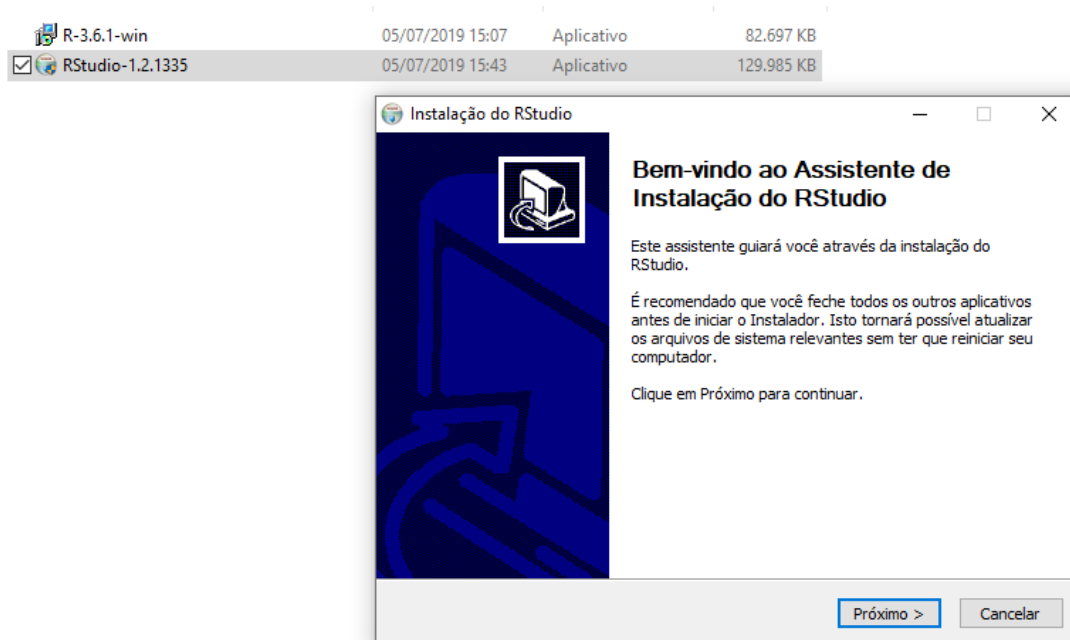 R-3.6.1-win 05/07/2019 15:07 Aplicativo 82.697 KB
RStudio-1.2.1335 05/07/2019 15:43 Aplicativo 129.985 KB
Instalação do RStudio
Bem-vindo ao Assistente de
Instalação do RStudio
Este assistente guiará você através da instalação do
RStudio.
É recomendado que você feche todos os outros aplicativos
antes de iniciar o Instalador. Isto tornará possível atualizar
os arquivos de sistema relevantes sem ter que reiniciar seu
computador.
Clique em Próximo para continuar.
Próximo > Cancelar